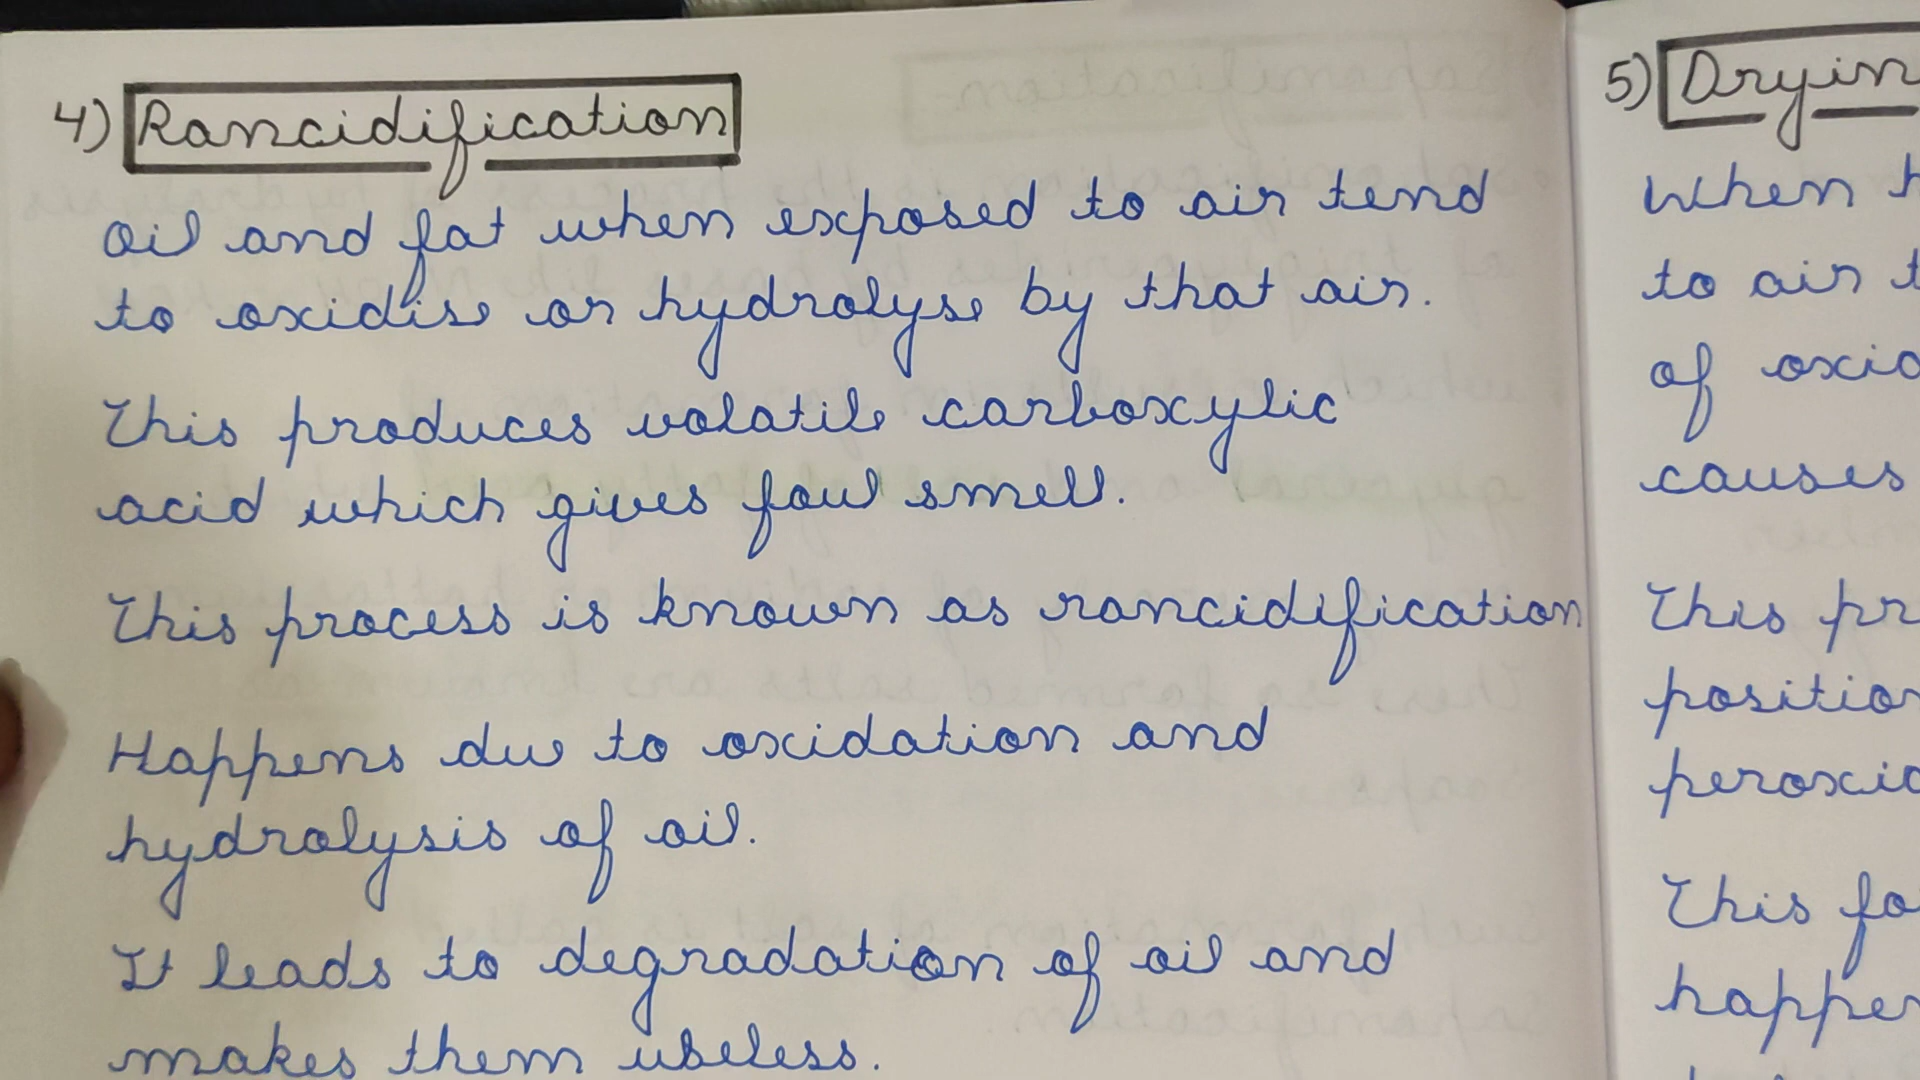 4) Rancidification
Oil and fat when exposed to air tend
to oxidise or hydrolyse by that air.
This produces volatile carboxylic
acid which gives foul smell.
This process is known as rancidification
Happens due to oxidation and
hydrolysis of oil.
It leads to degradation of oil and
makes them useless.
5) Dryin
When
to air
of oxid
causes
This pr
position
peroxid
This fo
happen